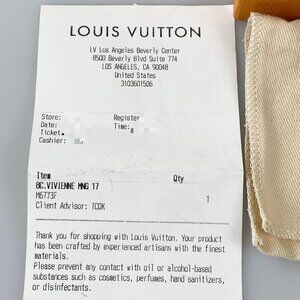 LOUIS VUITTON
LV Los Angeles Beverly Center
8500 Beverly Blvd Suite 774
LOS ANGELES, CA 90048
United States
3103601506
Store: Register
Date: Time:
Ticket
Cashier:
Item Qty
BC.VIVIENNE MNG 17
M6773F 1
Client Advisor: ICOK
Thank you for shopping with Louis Vuitton. Your product
has been crafted by experienced artisans with the finest
materials.
Please prevent any contact with oil or alcohol-based
substances such as cosmetics, perfumes, hand sanitizers,
or disinfectants.